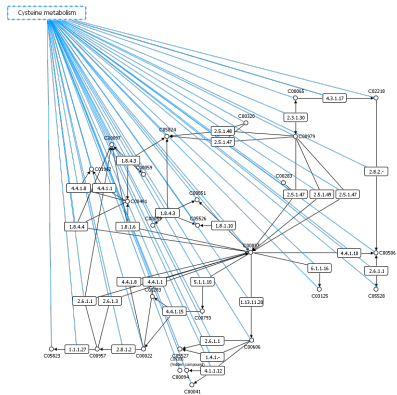 Cysteine metabolism
C00065
4.3.1.17
C02218
2.3.1.30
C00320
C05824
2.5.1.48
2.5.1.47
C00979
C00097
1.8.4.3
2.8.2.-
C00283
4.4.1.8
4.4.1.1
C00491
2.5.1.47
2.5.1.49
2.5.1.47
C00051
1.8.4.3
1.8.4.4
1.8.1.6
C05526
1.8.1.10
4.4.1.10
C00506
6.1.1.16
2.6.1.1
4.4.1.8
4.4.1.1
5.1.1.10
C03125
C05528
2.6.1.1
2.6.1.3
1.13.11.20
4.4.1.15
C00793
2.6.1.1
C00606
C05823
1.1.1.27
C00957
2.8.1.2
C00022
C05527
1.4.1.-
C00094
4.1.1.12
C00041